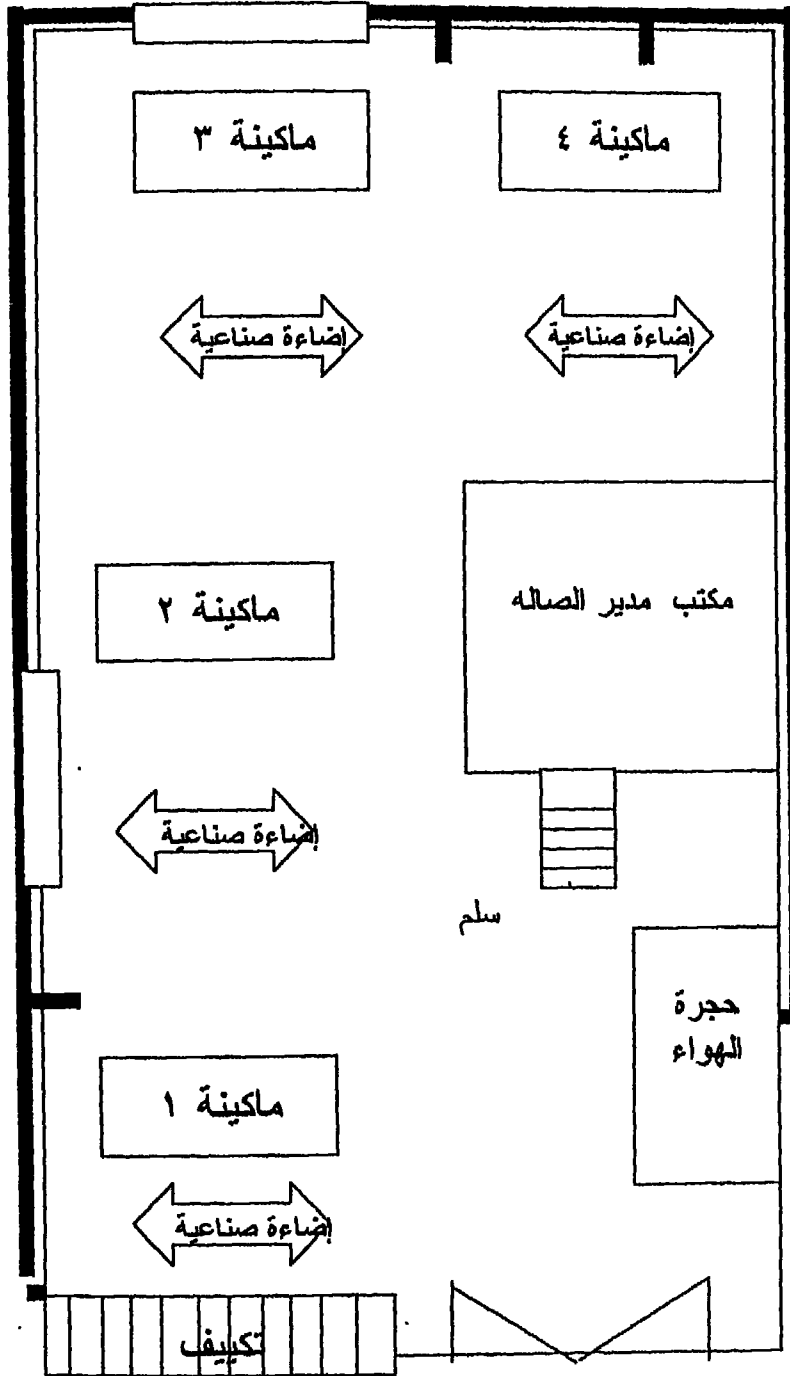 ماكينة ٤
ماكينة ٣
إضاءة صناعية
إضاءة صناعية
مكتب مدير الصاله
ماكينة ٢
إضاءة صناعية
سلم
حجرة
الهواء
ماكينة ١
إضاءة صناعية
تكييف